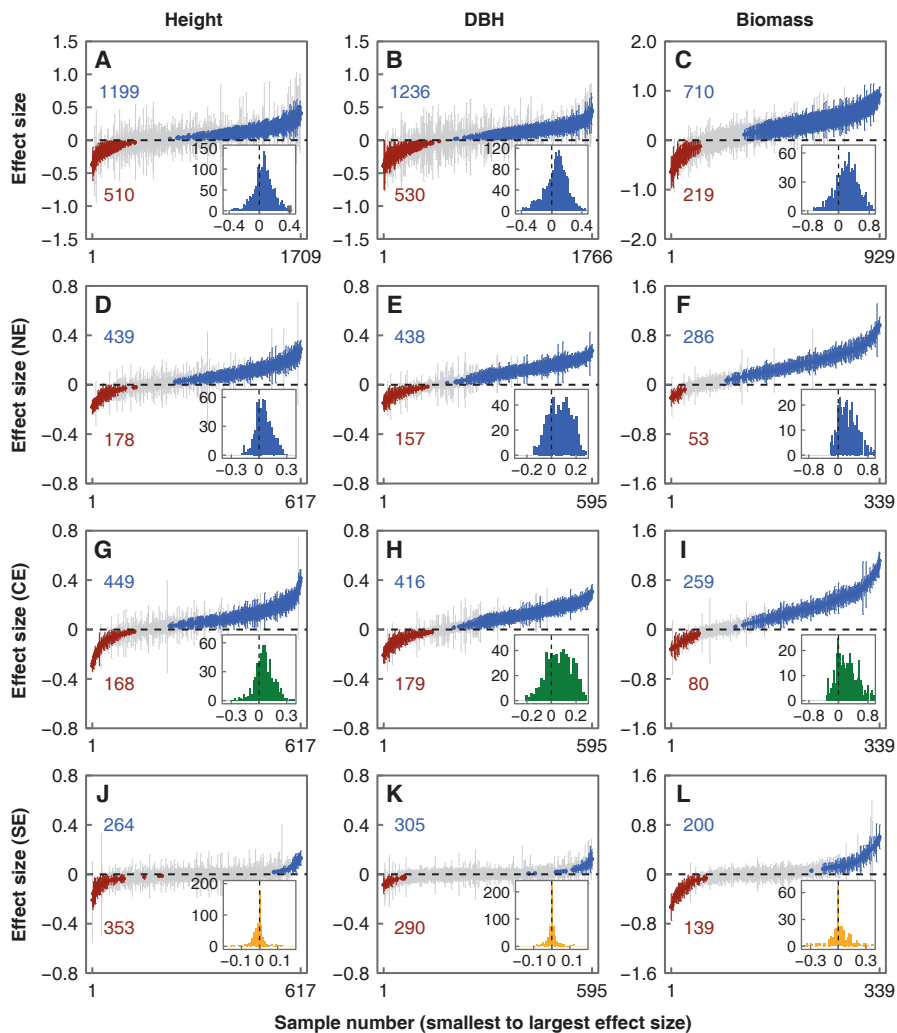 Height DBH Biomass
Effect size
1.5 1.0 0.5 0 −0.5 −1.0 −1.5
A
1199
510
150 100 50 0
−0.4 0 0.4
1 1709
1.5 1.0 0.5 0 −0.5 −1.0 −1.5
B
1236
530
120 80 40 0
−0.4 0 0.4
1 1766
2.0 1.0 0 −1.0 −2.0
C
710
219
60 30 0
−0.4 0 0.4 0.8
1 929
Effect size (NE)
0.8 0.4 0 −0.4 −0.8
D
439
178
60 30 0
−0.3 0 0.3
1 617
0.8 0.4 0 −0.4 −0.8
E
438
157
40 20 0
−0.2 0 0.2
1 595
1.6 0.8 0 −0.8 −1.6
F
286
53
20 10 0
−0.8 0 0.4 0.8
1 339
Effect size (CE)
0.8 0.4 0 −0.4 −0.8
G
449
168
60 30 0
−0.3 0 0.3
1 617
0.8 0.4 0 −0.4 −0.8
H
416
179
40 20 0
−0.2 0 0.2
1 595
1.6 0.8 0 −0.8 −1.6
I
259
80
20 10 0
−0.8 0 0.4 0.8
1 339
Effect size (SE)
0.8 0.4 0 −0.4 −0.8
J
264
353
200 100 0
−0.1 0 0.1
1 617
0.8 0.4 0 −0.4 −0.8
K
305
290
200 100 0
−0.1 0 0.1
1 595
1.6 0.8 0 −0.8 −1.6
L
200
139
60 30 0
−0.3 0 0.3
1 339
Sample number (smallest to largest effect size)